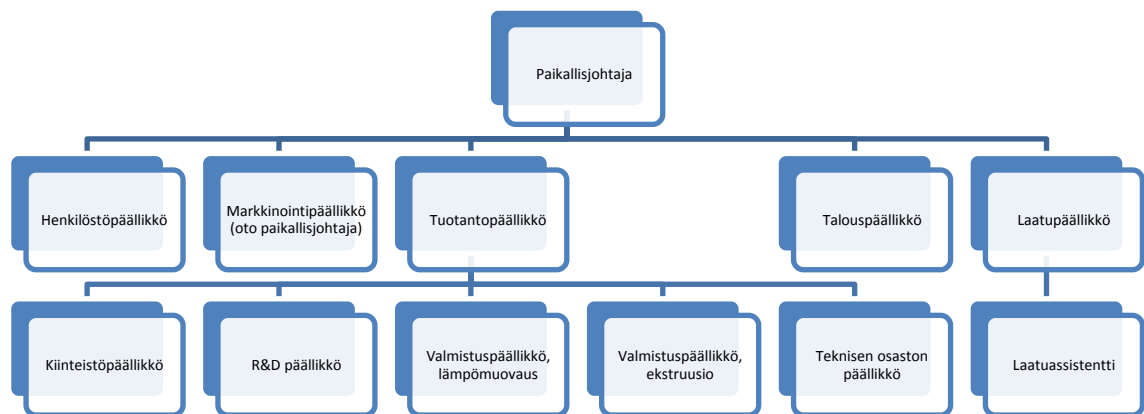 Paikallisjohtaja
Henkilöstöpäällikkö
Markkinointipäällikkö
(oto paikallisjohtaja)
Tuotantopäällikkö
Talouspäällikkö
Laatupäällikkö
Kiinteistöpäällikkö
R&D päällikkö
Valmistuspäällikkö,
lämpömuovaus
Valmistuspäällikkö,
ekstruusio
Teknisen osaston
päällikkö
Laatuassistentti